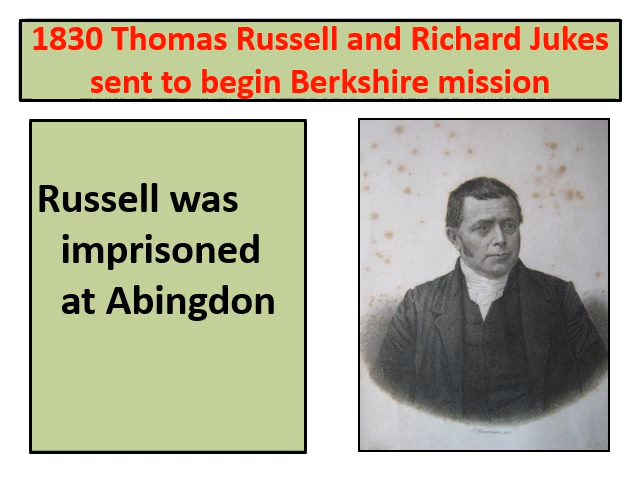 1830 Thomas Russell and Richard Jukes
sent to begin Berkshire mission
Russell was
imprisoned
at Abingdon